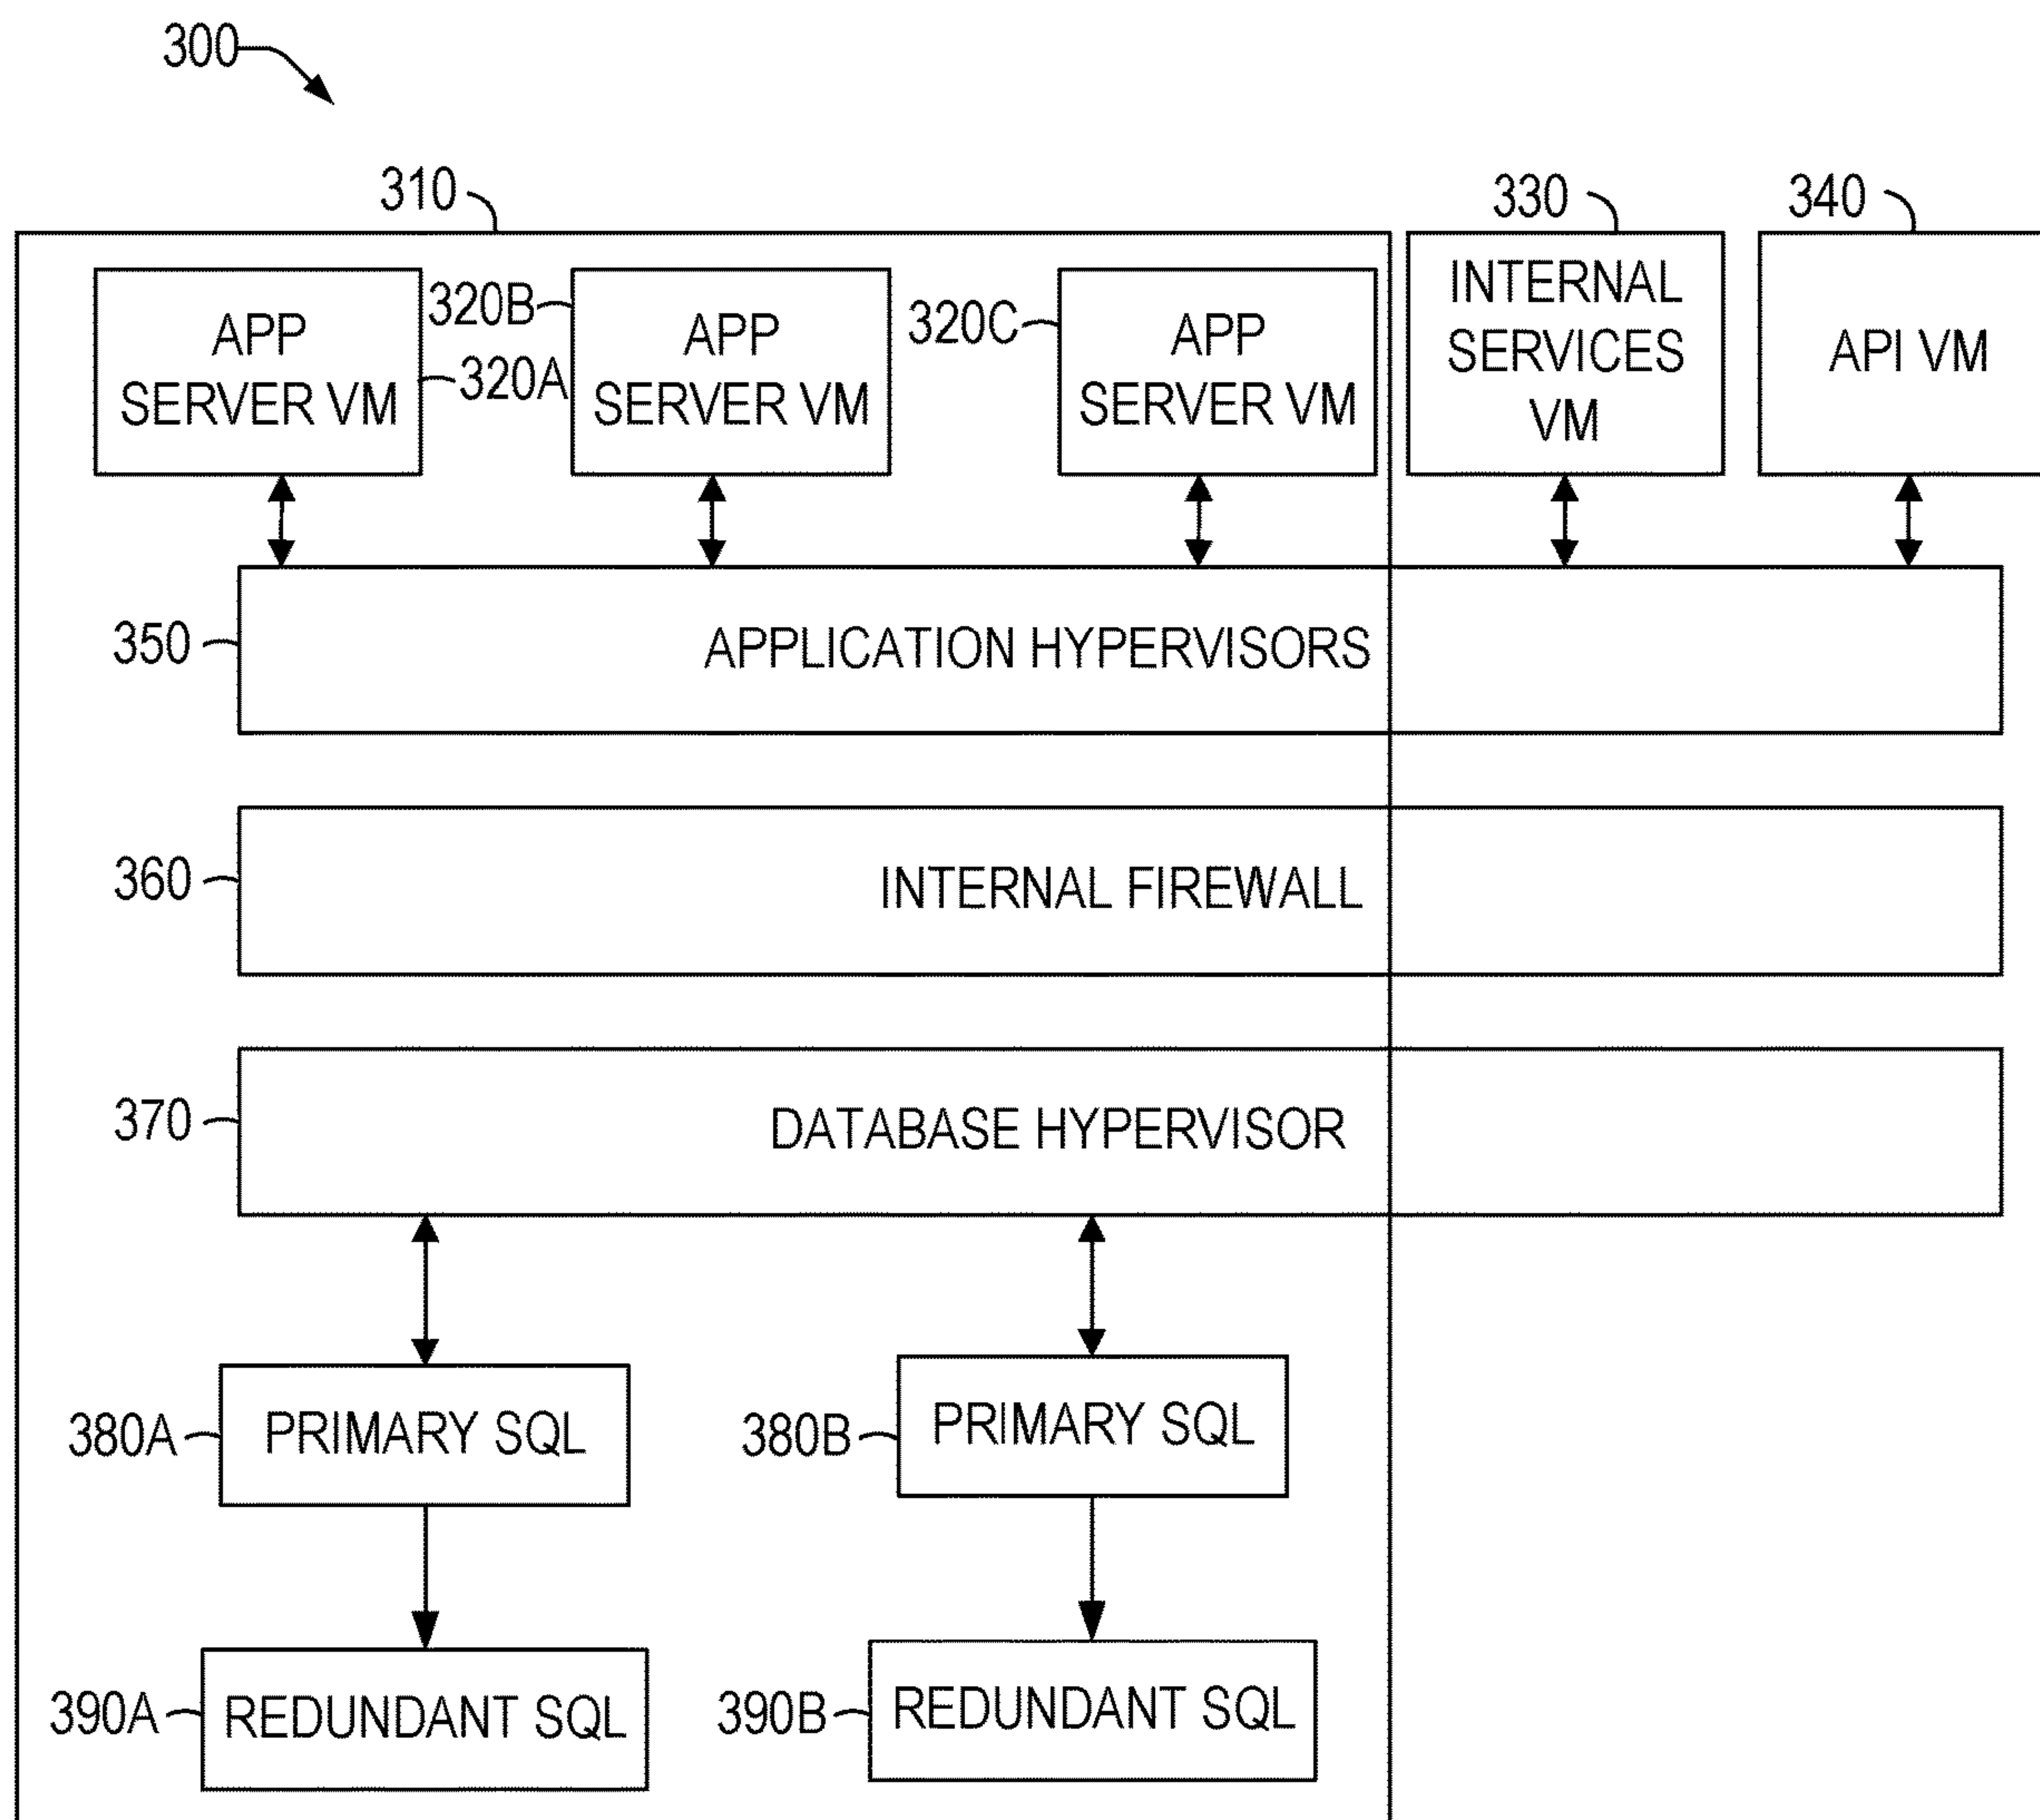 300
310
330
340
APP
SERVER VM
320A
320B
APP
SERVER VM
320C
APP
SERVER VM
INTERNAL
SERVICES
VM
API VM
350
APPLICATION HYPERVISORS
360
INTERNAL FIREWALL
370
DATABASE HYPERVISOR
380A
PRIMARY SQL
380B
PRIMARY SQL
390A
REDUNDANT SQL
390B
REDUNDANT SQL